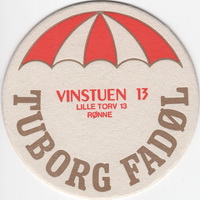 VINSTUEN 13
LILLE TORV 13
RØNNE
TUBORG FADØL